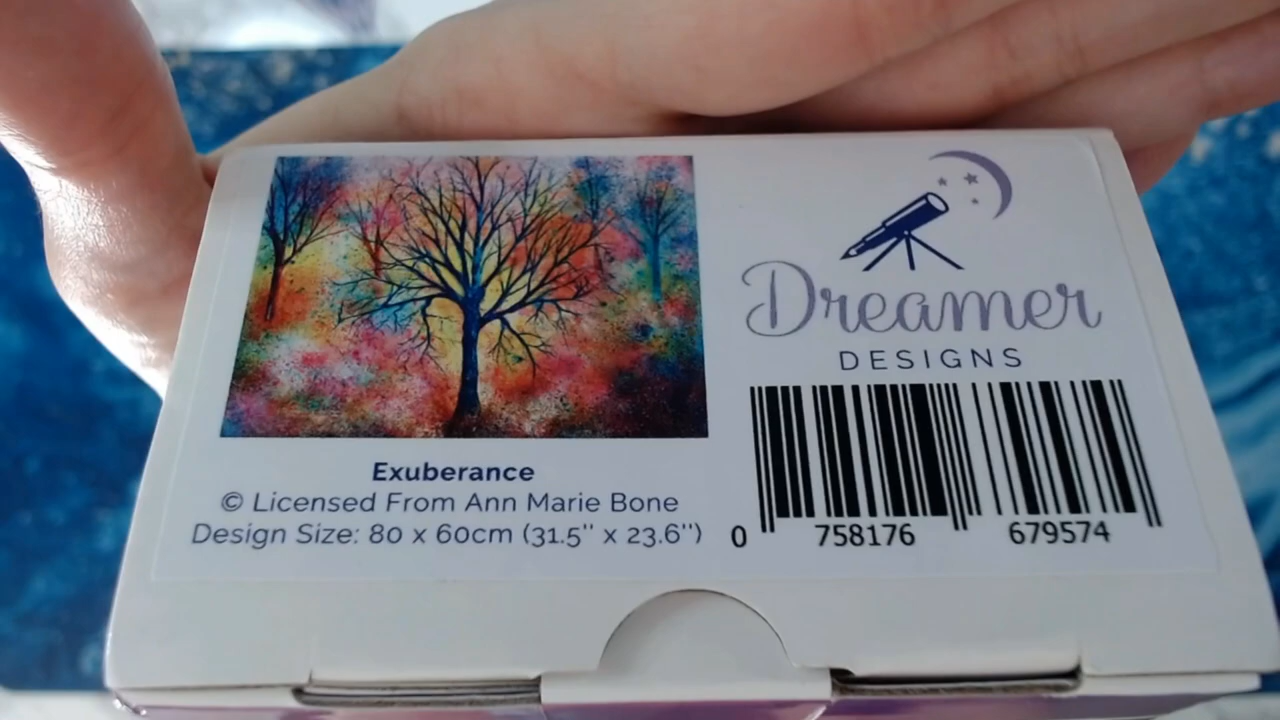 Dreamer
DESIGNS
Exuberance
© Licensed From Ann Marie Bone
Design Size: 80 x 60cm (31.5'' x 23.6'')
0 758176 679574